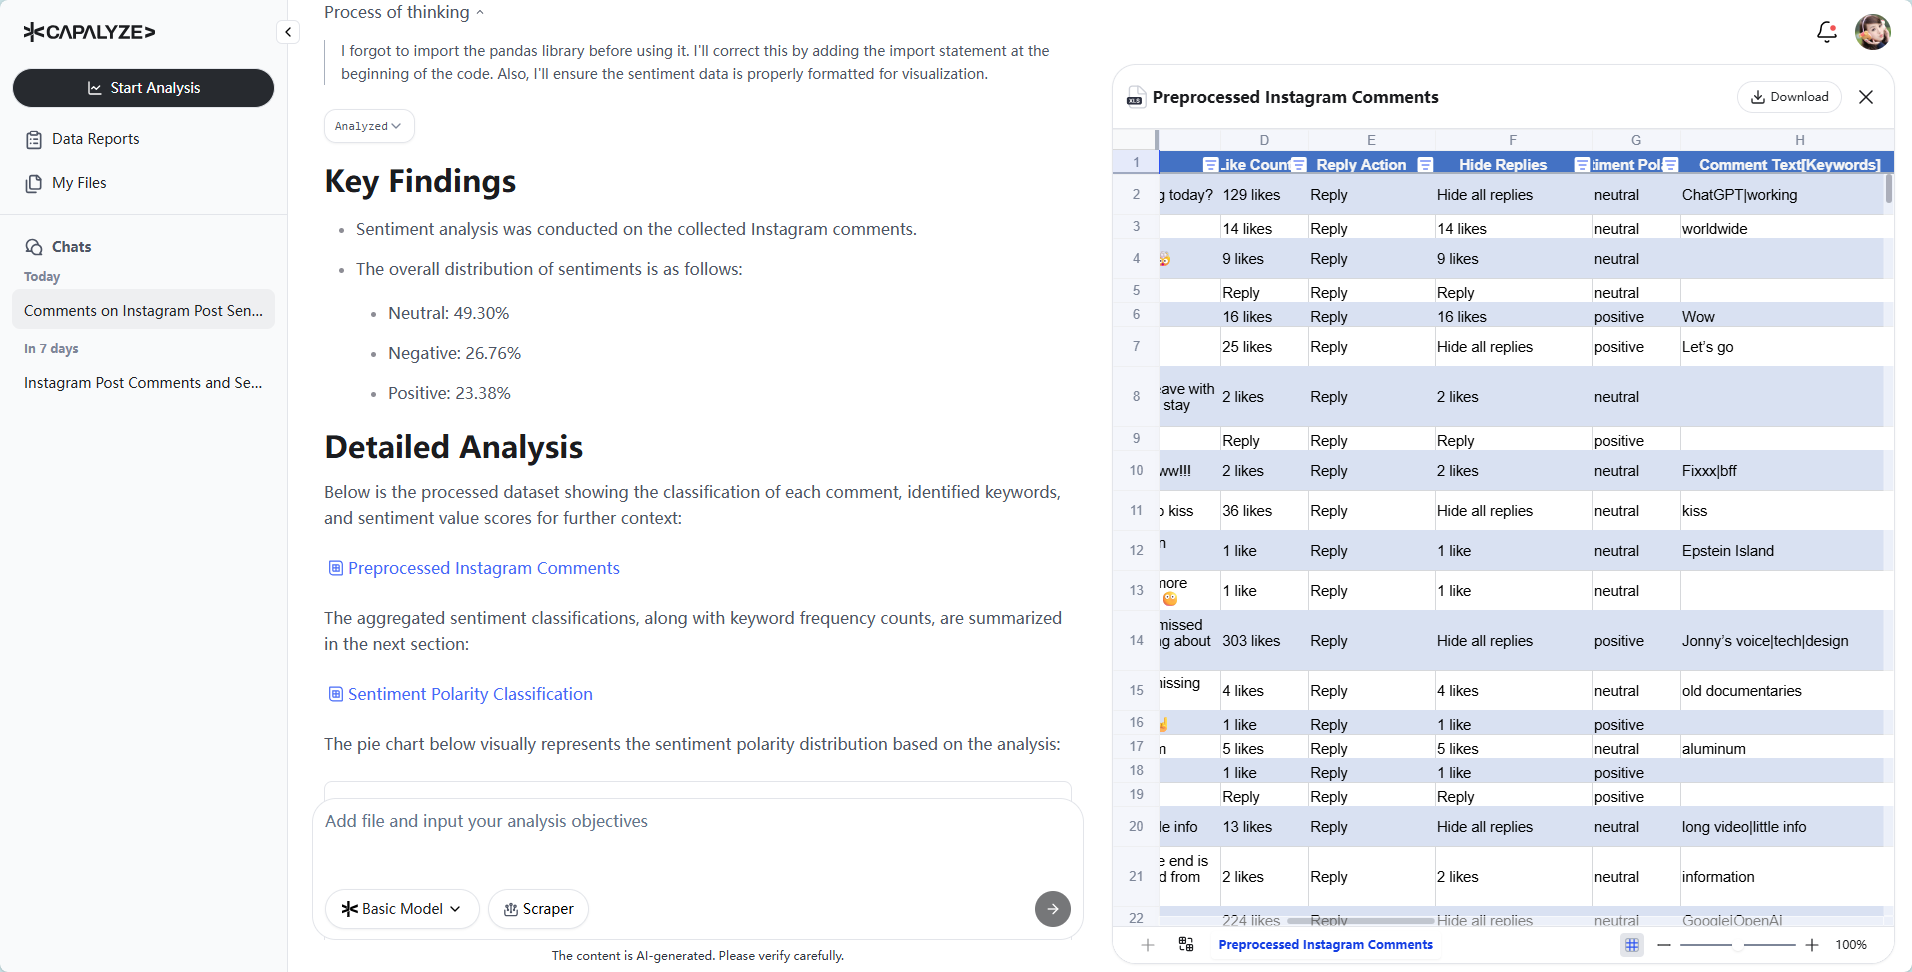 CAPALYZE
Start Analysis
Data Reports
My Files
Chats
Today
Comments on Instagram Post Sen...
In 7 days
Instagram Post Comments and Se...
Process of thinking
I forgot to import the pandas library before using it. I'll correct this by adding the import statement at the
beginning of the code. Also, I'll ensure the sentiment data is properly formatted for visualization.
Analyzed
Key Findings
• Sentiment analysis was conducted on the collected Instagram comments.
• The overall distribution of sentiments is as follows:
• Neutral: 49.30%
• Negative: 26.76%
• Positive: 23.38%
Detailed Analysis
Below is the processed dataset showing the classification of each comment, identified keywords,
and sentiment value scores for further context:
Preprocessed Instagram Comments
The aggregated sentiment classifications, along with keyword frequency counts, are summarized
in the next section:
Sentiment Polarity Classification
The pie chart below visually represents the sentiment polarity distribution based on the analysis:
Add file and input your analysis objectives
Basic Model
Scraper
The content is AI-generated. Please verify carefully.
XLS
Preprocessed Instagram Comments
Download
D E F G H
1 Like Count Reply Action Hide Replies timent Pola Comment Text[Keywords]
2 g today? 129 likes Reply Hide all replies neutral ChatGPT|working
3 14 likes Reply 14 likes neutral worldwide
4 🤯 9 likes Reply 9 likes neutral
5 Reply Reply Reply neutral
6 16 likes Reply 16 likes positive Wow
7 25 likes Reply Hide all replies positive Let's go
8 eave with
stay 2 likes Reply 2 likes neutral
9 Reply Reply Reply positive
10 ww!!! 2 likes Reply 2 likes neutral Fixxx|bff
11 o kiss 36 likes Reply Hide all replies neutral kiss
12 n 1 like Reply 1 like neutral Epstein Island
13 more
1 like Reply 1 like neutral
14 missed
ng about 303 likes Reply Hide all replies positive Jonny's voice|tech|design
15 nissing 4 likes Reply 4 likes neutral old documentaries
16 1 like Reply 1 like positive
17 m 5 likes Reply 5 likes neutral aluminum
18 1 like Reply 1 like positive
19 Reply Reply Reply positive
20 le info 13 likes Reply Hide all replies neutral long video|little info
21 e end is
d from 2 likes Reply 2 likes neutral information
22 224 likes Reply Hide all replies neutral Google|OpenAI
Preprocessed Instagram Comments
100%